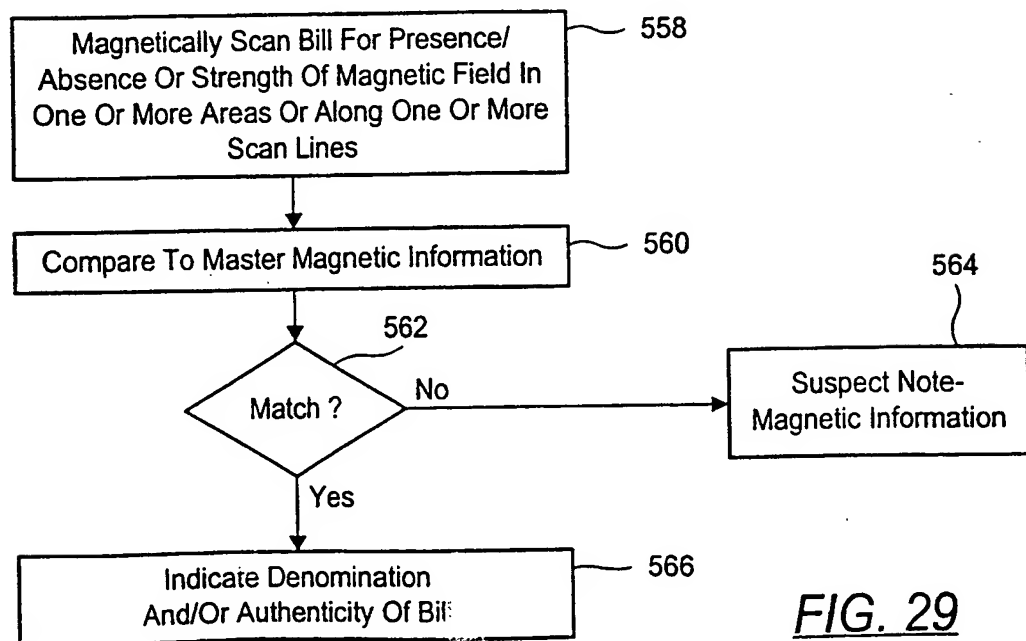 Magnetically Scan Bill For Presence/
Absence Or Strength Of Magnetic Field In
One Or More Areas Or Along One Or More
Scan Lines
558
Compare To Master Magnetic Information
560
562
Match ?
No
564
Suspect Note-
Magnetic Information
Yes
Indicate Denomination
And/Or Authenticity Of Bill
566
FIG. 29